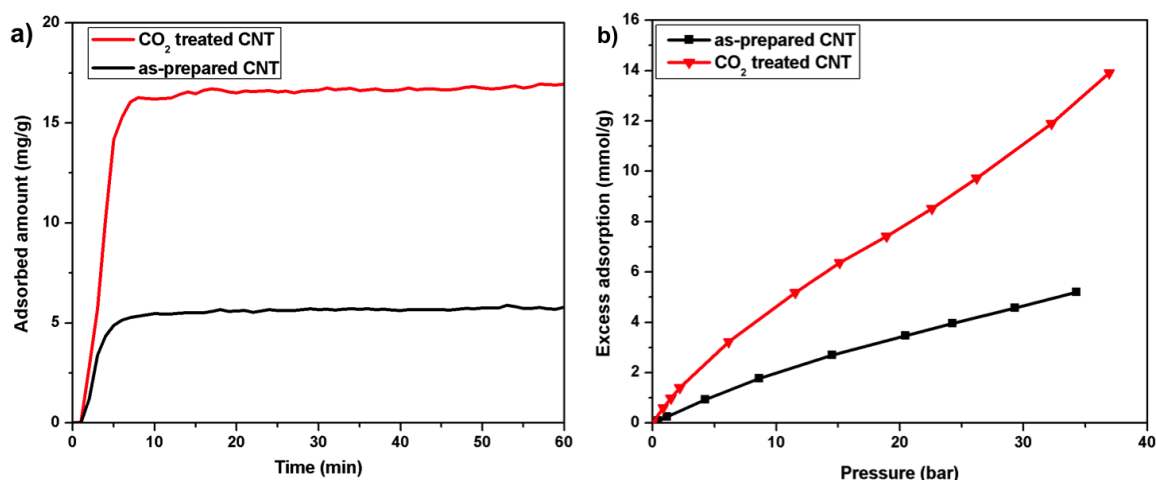 a)
CO₂ treated CNT
as-prepared CNT
20
15
10
5
0
Adsorbed amount (mg/g)
0 10 20 30 40 50 60
Time (min)
b)
as-prepared CNT
CO₂ treated CNT
16
14
12
10
8
6
4
2
0
Excess adsorption (mmol/g)
0 10 20 30 40
Pressure (bar)